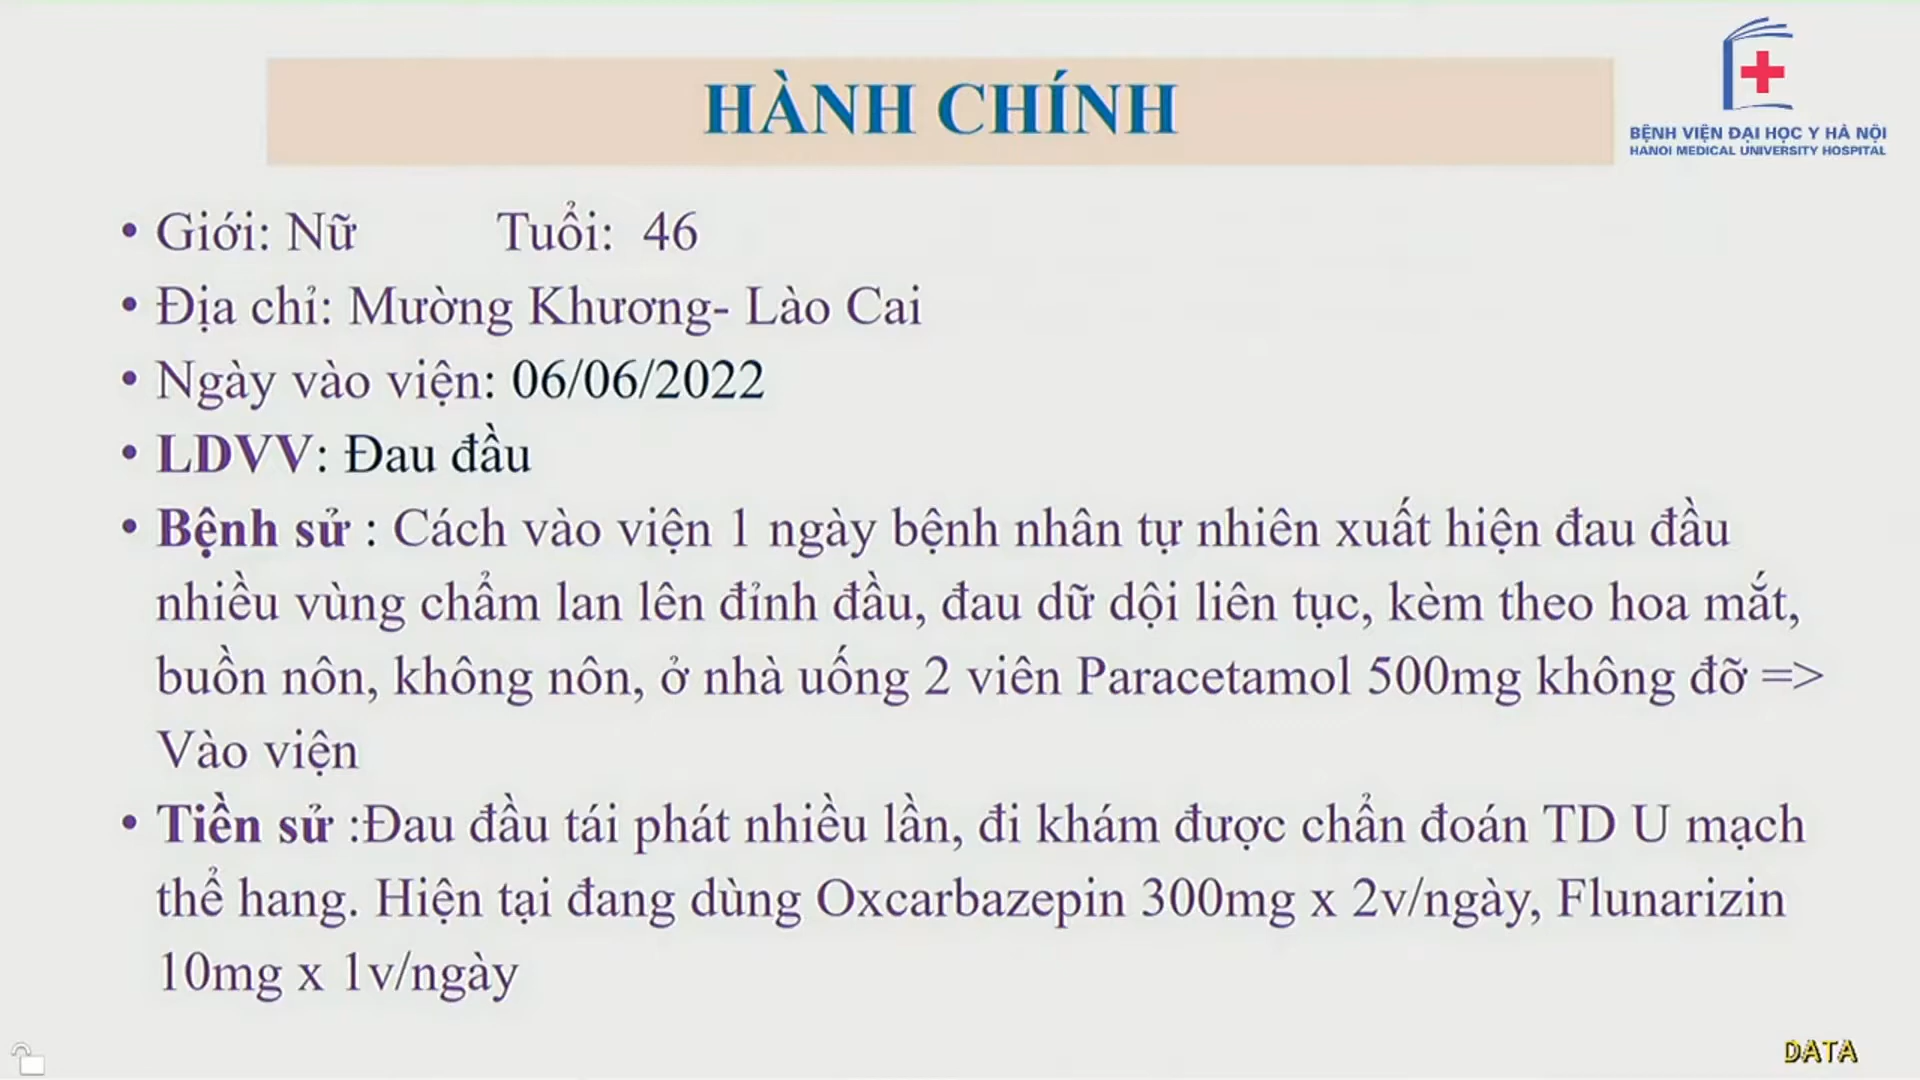 HÀNH CHÍNH
BỆNH VIỆN ĐẠI HỌC Y HÀ NỘI
HANOI MEDICAL UNIVERSITY HOSPITAL
• Giới: Nữ Tuổi: 46
• Địa chỉ: Mường Khương- Lào Cai
• Ngày vào viện: 06/06/2022
• LDVV: Đau đầu
• Bệnh sử : Cách vào viện 1 ngày bệnh nhân tự nhiên xuất hiện đau đầu
nhiều vùng chẩm lan lên đỉnh đầu, đau dữ dội liên tục, kèm theo hoa mắt,
buồn nôn, không nôn, ở nhà uống 2 viên Paracetamol 500mg không đỡ =>
Vào viện
• Tiền sử :Đau đầu tái phát nhiều lần, đi khám được chẩn đoán TD U mạch
thể hang. Hiện tại đang dùng Oxcarbazepin 300mg x 2v/ngày, Flunarizin
10mg x 1v/ngày
DATA